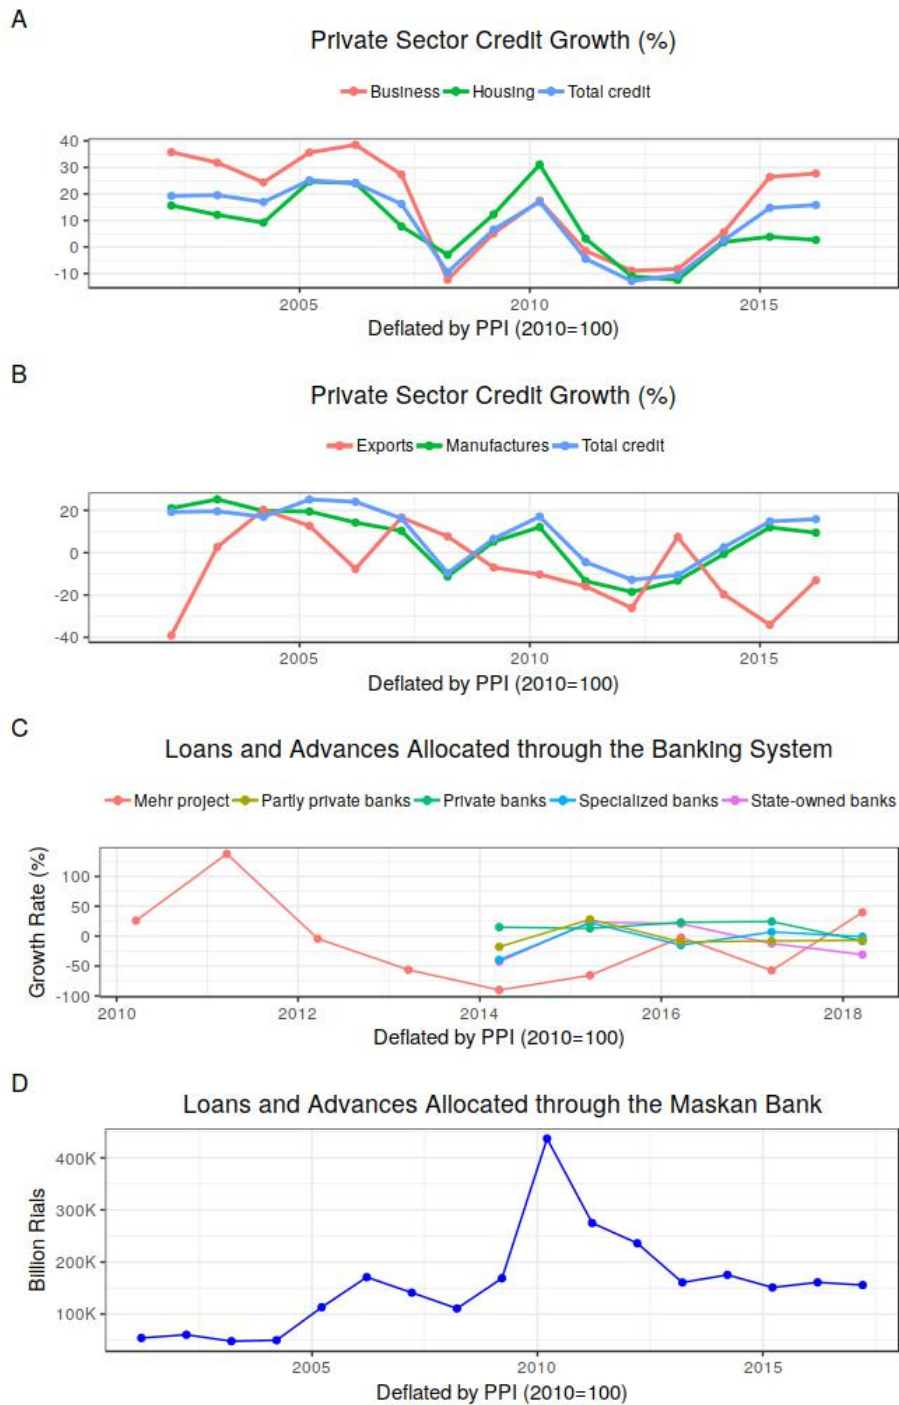 A
Private Sector Credit Growth (%)
Business Housing Total credit
40
30
20
10
0
-10
2005 2010 2015
Deflated by PPI (2010=100)
B
Private Sector Credit Growth (%)
Exports Manufactures Total credit
20
0
-20
-40
2005 2010 2015
Deflated by PPI (2010=100)
C
Loans and Advances Allocated through the Banking System
Mehr project Partly private banks Private banks Specialized banks State-owned banks
Growth Rate (%)
100
50
0
-50
-100
2010 2012 2014 2016 2018
Deflated by PPI (2010=100)
D
Loans and Advances Allocated through the Maskan Bank
Billion Rials
400K
300K
200K
100K
2005 2010 2015
Deflated by PPI (2010=100)